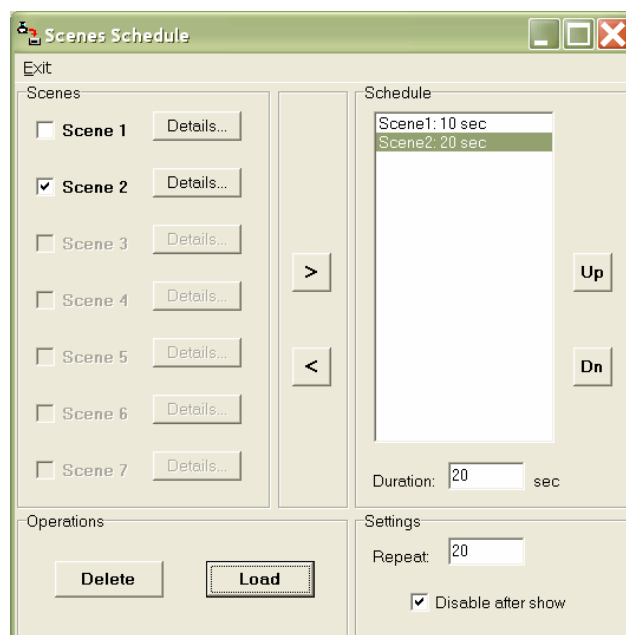 Scenes Schedule
Exit
Scenes
Scene 1 Details...
Scene 2 Details...
Scene 3 Details...
Scene 4 Details...
Scene 5 Details...
Scene 6 Details...
Scene 7 Details...
>
<
Schedule
Scene1: 10 sec
Scene2: 20 sec
Up
Dn
Duration: 20 sec
Operations
Delete Load
Settings
Repeat: 20
Disable after show